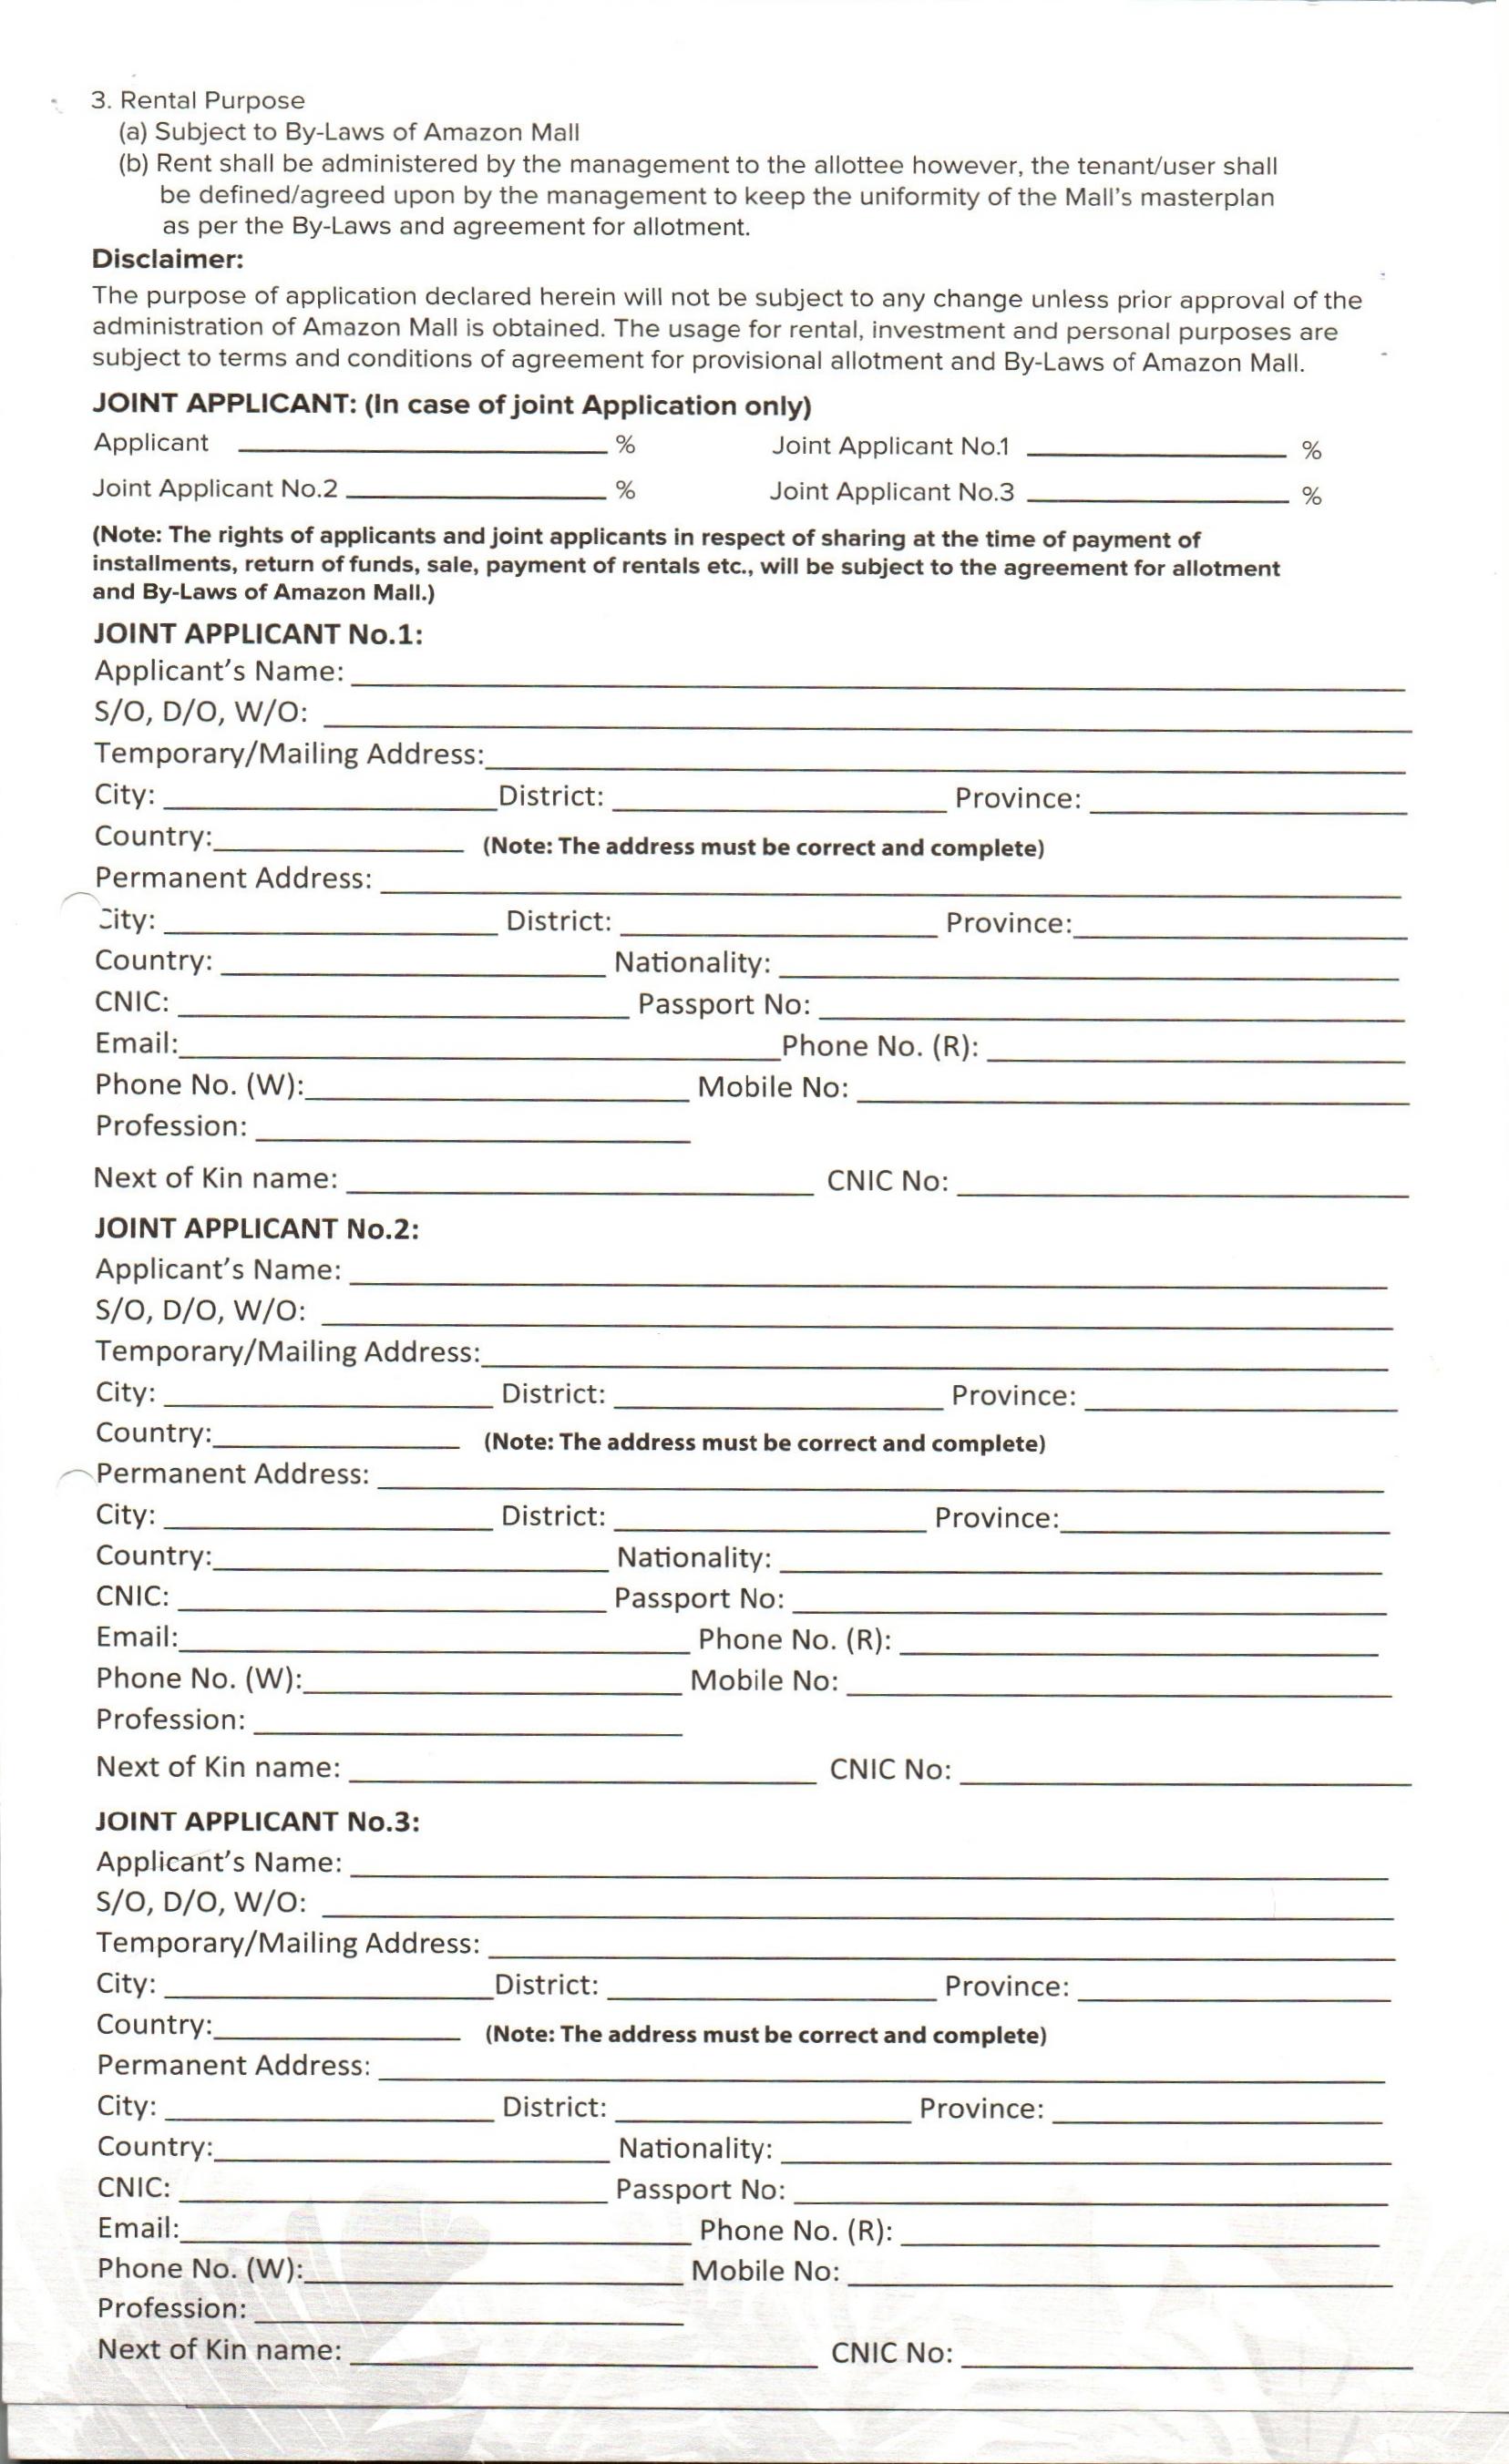 3. Rental Purpose
(a) Subject to By-Laws of Amazon Mall
(b) Rent shall be administered by the management to the allottee however, the tenant/user shall
be defined/agreed upon by the management to keep the uniformity of the Mall's masterplan
as per the By-Laws and agreement for allotment.
Disclaimer:
The purpose of application declared herein will not be subject to any change unless prior approval of the
administration of Amazon Mall is obtained. The usage for rental, investment and personal purposes are
subject to terms and conditions of agreement for provisional allotment and By-Laws of Amazon Mall.
JOINT APPLICANT: (In case of joint Application only)
Applicant ____________ % Joint Applicant No.1 ____________ %
Joint Applicant No.2 ____________ % Joint Applicant No.3 ____________ %
(Note: The rights of applicants and joint applicants in respect of sharing at the time of payment of
installments, return of funds, sale, payment of rentals etc., will be subject to the agreement for allotment
and By-Laws of Amazon Mall.)
JOINT APPLICANT No.1:
Applicant's Name: ____________
S/O, D/O, W/O: ____________
Temporary/Mailing Address: ____________
City: ____________ District: ____________ Province: ____________
Country: ____________ (Note: The address must be correct and complete)
Permanent Address: ____________
City: ____________ District: ____________ Province: ____________
Country: ____________ Nationality: ____________
CNIC: ____________ Passport No: ____________
Email: ____________ Phone No. (R): ____________
Phone No. (W): ____________ Mobile No: ____________
Profession: ____________
Next of Kin name: ____________ CNIC No: ____________
JOINT APPLICANT No.2:
Applicant's Name: ____________
S/O, D/O, W/O: ____________
Temporary/Mailing Address: ____________
City: ____________ District: ____________ Province: ____________
Country: ____________ (Note: The address must be correct and complete)
Permanent Address: ____________
City: ____________ District: ____________ Province: ____________
Country: ____________ Nationality: ____________
CNIC: ____________ Passport No: ____________
Email: ____________ Phone No. (R): ____________
Phone No. (W): ____________ Mobile No: ____________
Profession: ____________
Next of Kin name: ____________ CNIC No: ____________
JOINT APPLICANT No.3:
Applicant's Name: ____________
S/O, D/O, W/O: ____________
Temporary/Mailing Address: ____________
City: ____________ District: ____________ Province: ____________
Country: ____________ (Note: The address must be correct and complete)
Permanent Address: ____________
City: ____________ District: ____________ Province: ____________
Country: ____________ Nationality: ____________
CNIC: ____________ Passport No: ____________
Email: ____________ Phone No. (R): ____________
Phone No. (W): ____________ Mobile No: ____________
Profession: ____________
Next of Kin name: ____________ CNIC No: ____________